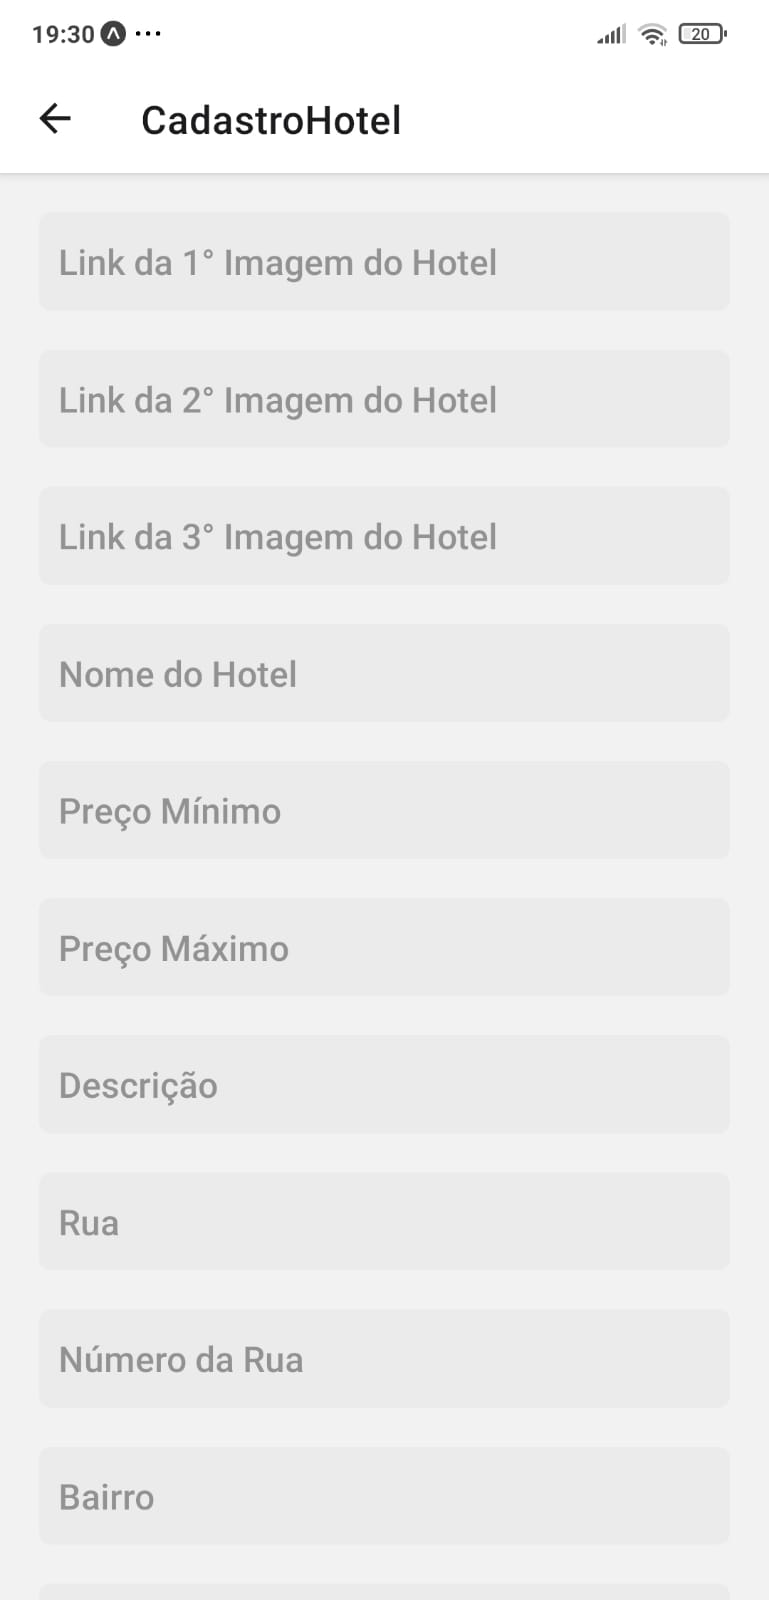 19:30
20
CadastroHotel
Link da 1° Imagem do Hotel
Link da 2° Imagem do Hotel
Link da 3° Imagem do Hotel
Nome do Hotel
Preço Mínimo
Preço Máximo
Descrição
Rua
Número da Rua
Bairro